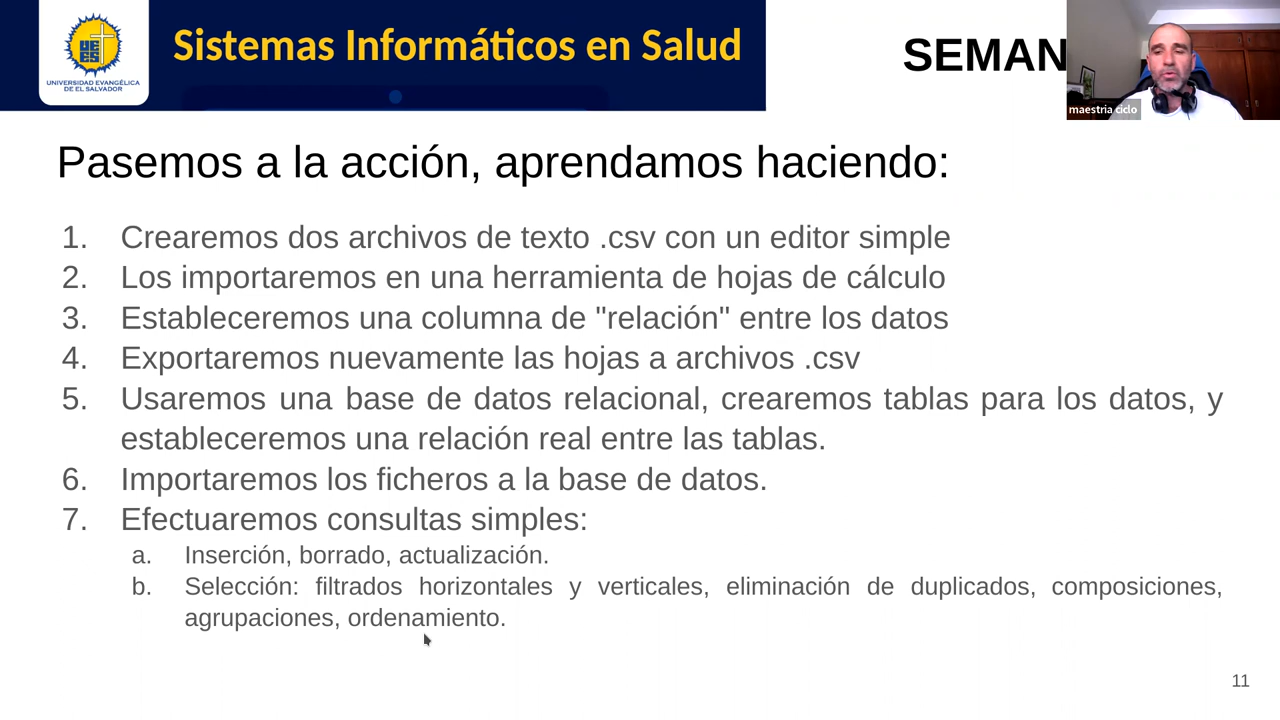 UNIVERSIDAD EVANGÉLICA
DE EL SALVADOR
Sistemas Informáticos en Salud
SEMAN
maestria ciclo
Pasemos a la acción, aprendamos haciendo:
1. Crearemos dos archivos de texto .csv con un editor simple
2. Los importaremos en una herramienta de hojas de cálculo
3. Estableceremos una columna de "relación" entre los datos
4. Exportaremos nuevamente las hojas a archivos .csv
5. Usaremos una base de datos relacional, crearemos tablas para los datos, y
estableceremos una relación real entre las tablas.
6. Importaremos los ficheros a la base de datos.
7. Efectuaremos consultas simples:
a. Inserción, borrado, actualización.
b. Selección: filtrados horizontales y verticales, eliminación de duplicados, composiciones,
agrupaciones, ordenamiento.
11